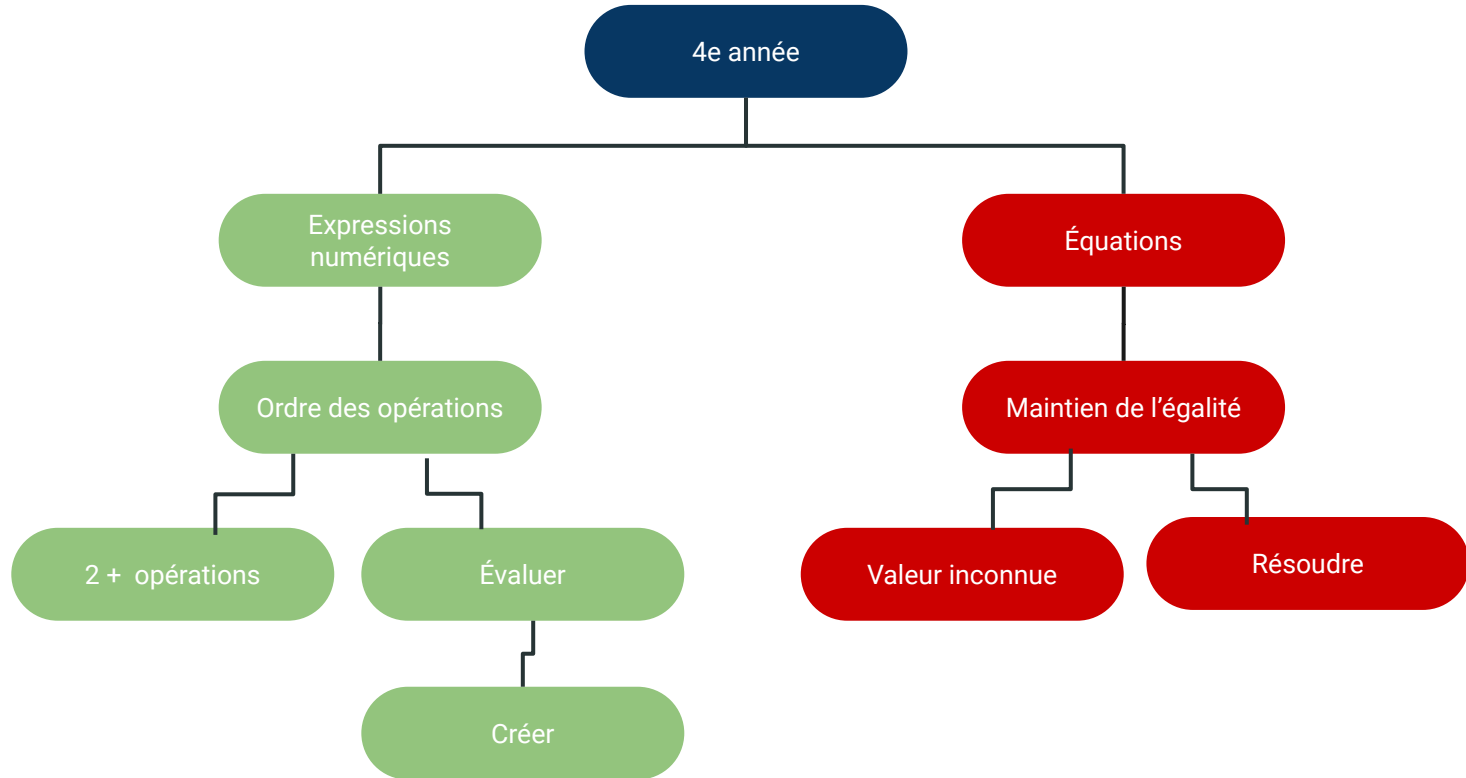 4e année
Expressions
numériques
Équations
Ordre des opérations
Maintien de l’égalité
2 + opérations
Évaluer
Valeur inconnue
Résoudre
Créer